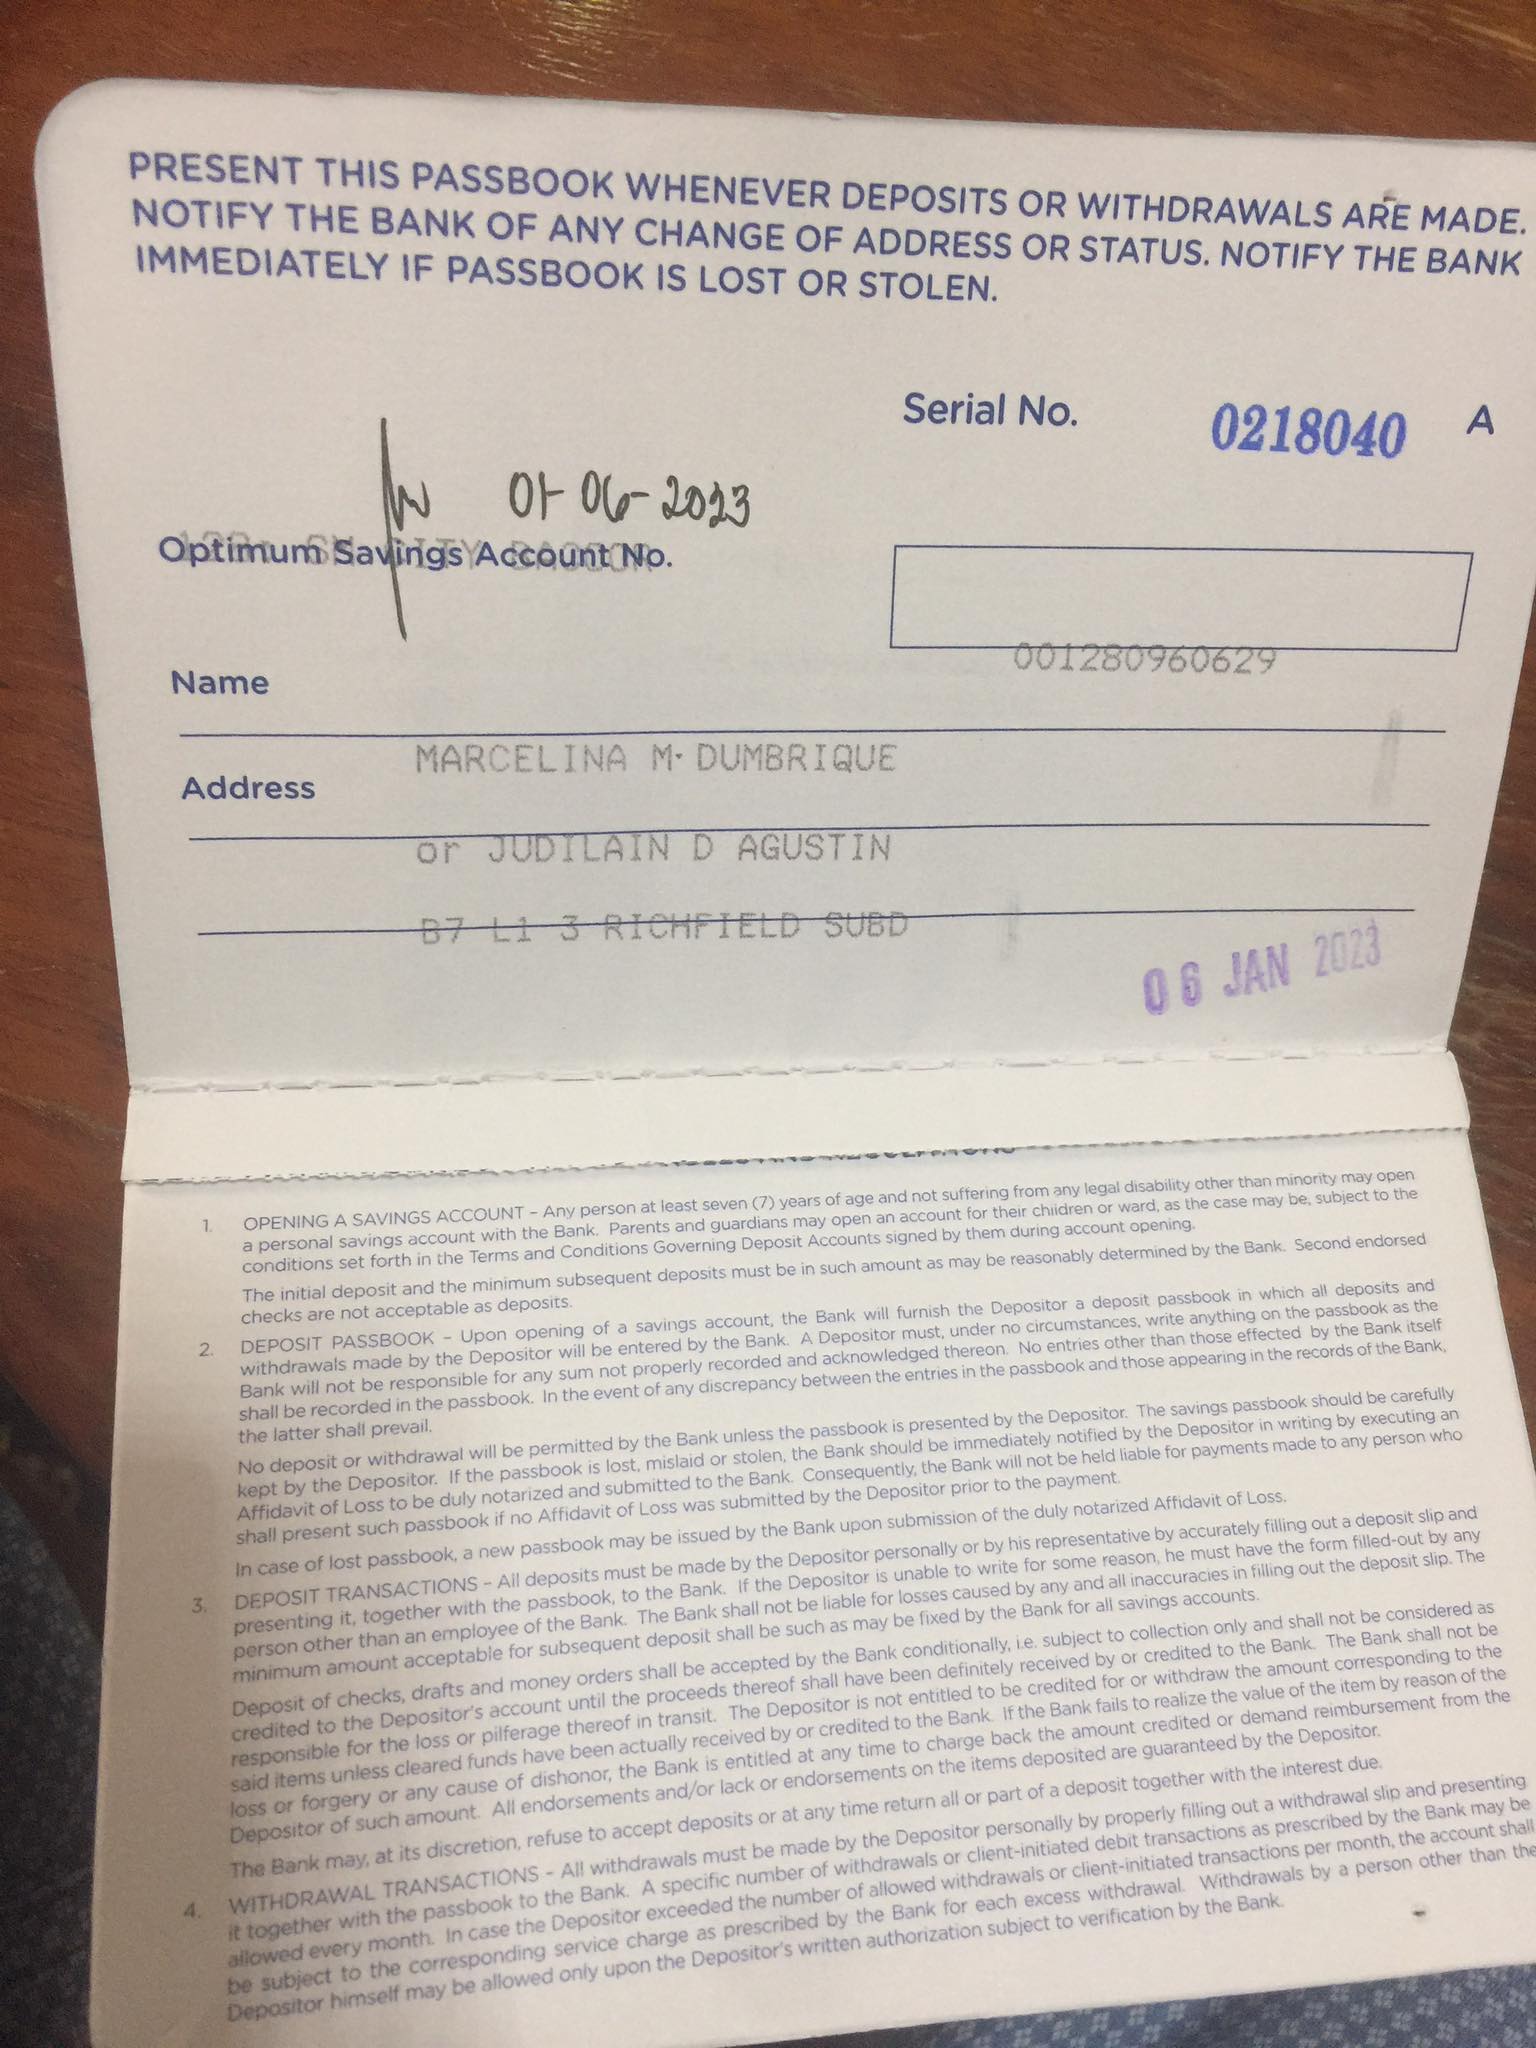 PRESENT THIS PASSBOOK WHENEVER DEPOSITS OR WITHDRAWALS ARE MADE.
NOTIFY THE BANK OF ANY CHANGE OF ADDRESS OR STATUS. NOTIFY THE BANK
IMMEDIATELY IF PASSBOOK IS LOST OR STOLEN.
Serial No. 0218040 A
01-06-2023
Optimum Savings Account No.
001280960629
Name
MARCELINA M. DUMBRIQUE
Address
or JUDILAIN D AGUSTIN
B7 L1 3 RICHFIELD SUBD
06 JAN 2023
1. OPENING A SAVINGS ACCOUNT – Any person at least seven (7) years of age and not suffering from any legal disability other than minority may open
a personal savings account with the Bank. Parents and guardians may open an account for their children or ward, as the case may be, subject to the
conditions set forth in the Terms and Conditions Governing Deposit Accounts signed by them during account opening.
The initial deposit and the minimum subsequent deposits must be in such amount as may be reasonably determined by the Bank. Second endorsed
checks are not acceptable as deposits.
2. DEPOSIT PASSBOOK – Upon opening of a savings account, the Bank will furnish the Depositor a deposit passbook in which all deposits and
withdrawals made by the Depositor will be entered by the Bank. A Depositor must, under no circumstances, write anything on the passbook as the
Bank will not be responsible for any sum not properly recorded and acknowledged thereon. No entries other than those effected by the Bank itself
shall be recorded in the passbook. In the event of any discrepancy between the entries in the passbook and those appearing in the records of the Bank,
the latter shall prevail.
No deposit or withdrawal will be permitted by the Bank unless the passbook is presented by the Depositor. The savings passbook should be carefully
kept by the Depositor. If the passbook is lost, mislaid or stolen, the Bank should be immediately notified by the Depositor in writing by executing an
Affidavit of Loss to be duly notarized and submitted to the Bank. Consequently, the Bank will not be held liable for payments made to any person who
shall present such passbook if no Affidavit of Loss was submitted by the Depositor prior to the payment.
In case of lost passbook, a new passbook may be issued by the Bank upon submission of the duly notarized Affidavit of Loss.
3. DEPOSIT TRANSACTIONS – All deposits must be made by the Depositor personally or by his representative by accurately filling out a deposit slip and
presenting it, together with the passbook, to the Bank. If the Depositor is unable to write for some reason, he must have the form filled-out by any
person other than an employee of the Bank. The Bank shall not be liable for losses caused by any and all inaccuracies in filling out the deposit slip. The
minimum amount acceptable for subsequent deposit shall be such as may be fixed by the Bank for all savings accounts.
Deposit of checks, drafts and money orders shall be accepted by the Bank conditionally, i.e. subject to collection only and shall not be considered as
credited to the Depositor's account until the proceeds thereof shall have been definitely received by or credited to the Bank. The Bank shall not be
responsible for the loss or pilferage thereof in transit. The Depositor is not entitled to be credited for or withdraw the amount corresponding to the
said items unless cleared funds have been actually received by or credited to the Bank. If the Bank fails to realize the value of the item by reason of the
loss or forgery or any cause of dishonor, the Bank is entitled at any time to charge back the amount credited or demand reimbursement from the
Depositor of such amount. All endorsements and/or lack or endorsements on the items deposited are guaranteed by the Depositor.
The Bank may, at its discretion, refuse to accept deposits or at any time return all or part of a deposit together with the interest due.
4. WITHDRAWAL TRANSACTIONS – All withdrawals must be made by the Depositor personally by properly filling out a withdrawal slip and presenting
it together with the passbook to the Bank. A specific number of withdrawals or client-initiated debit transactions as prescribed by the Bank may be
allowed every month. In case the Depositor exceeded the number of allowed withdrawals or client-initiated transactions per month, the account shall
be subject to the corresponding service charge as prescribed by the Bank for each excess withdrawal. Withdrawals by a person other than the
Depositor himself may be allowed only upon the Depositor's written authorization subject to verification by the Bank.